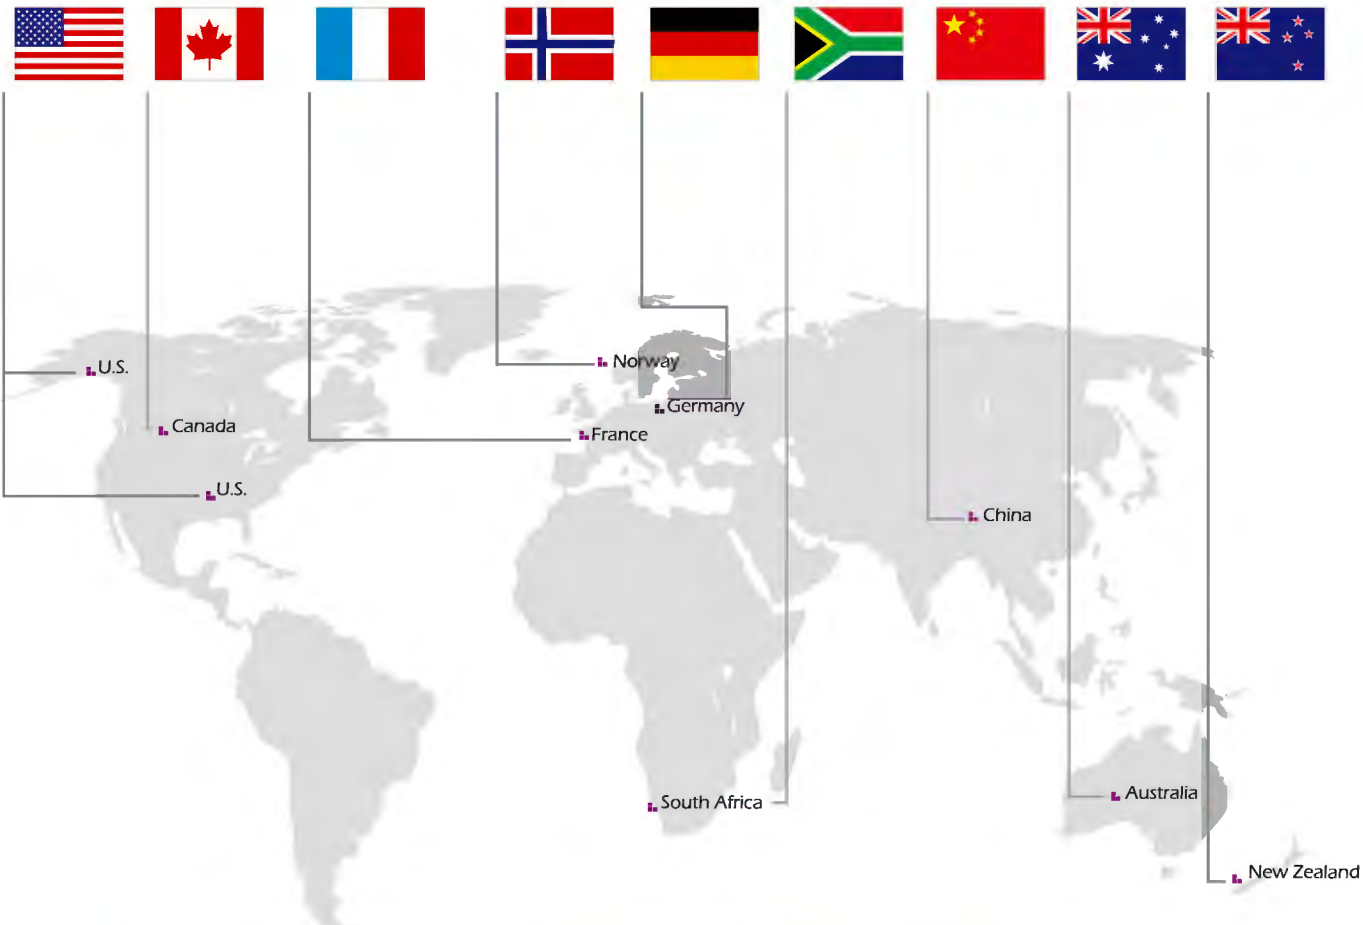 U.S.
Norway
Germany
Canada
France
U.S.
China
South Africa
Australia
New Zealand